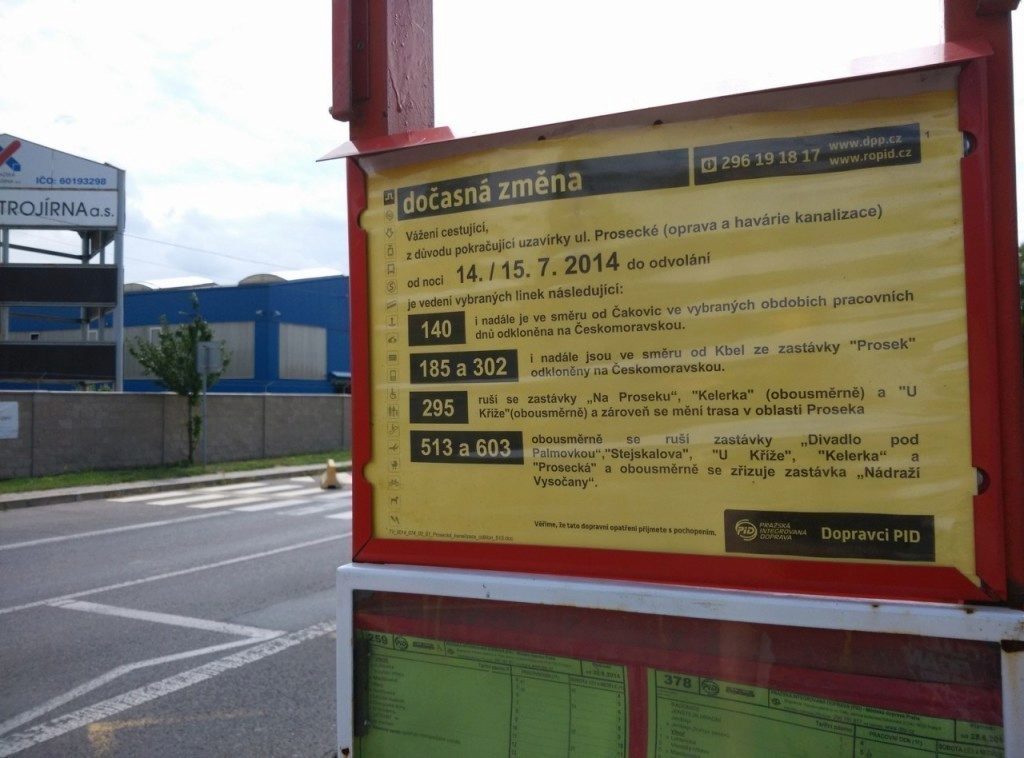 IČO: 60193298
TROJÍRNA a.s.
dočasná změna
296 19 18 17
www.dpp.cz
www.ropid.cz
1
Vážení cestující,
z důvodu pokračující uzavírky ul. Prosecké (oprava a havárie kanalizace)
od noci 14. / 15. 7. 2014 do odvolání
je vedení vybraných linek následující:
140
i nadále je ve směru od Čakovic ve vybraných obdobích pracovních
dnů odkloněna na Českomoravskou.
185 a 302
i nadále jsou ve směru od Kbel ze zastávky "Prosek"
odkloněny na Českomoravskou.
295
ruší se zastávky „Na Proseku“, "Kelerka" (obousměrně) a "U
Kříže"(obousměrně) a zároveň se mění trasa v oblasti Proseka
513 a 603
obousměrně se ruší zastávky „Divadlo pod
Palmovkou“,"Stejskalova", "U Kříže", "Kelerka“ a
"Prosecká" a obousměrně se zřizuje zastávka „Nádraží
Vysočany“.
Věříme, že tato dopravní opatření přijmete s pochopením.
PID PRAŽSKÁ
INTEGROVANÁ
DOPRAVA
Dopravci PID
259
378
PRACOVNÍ DEN